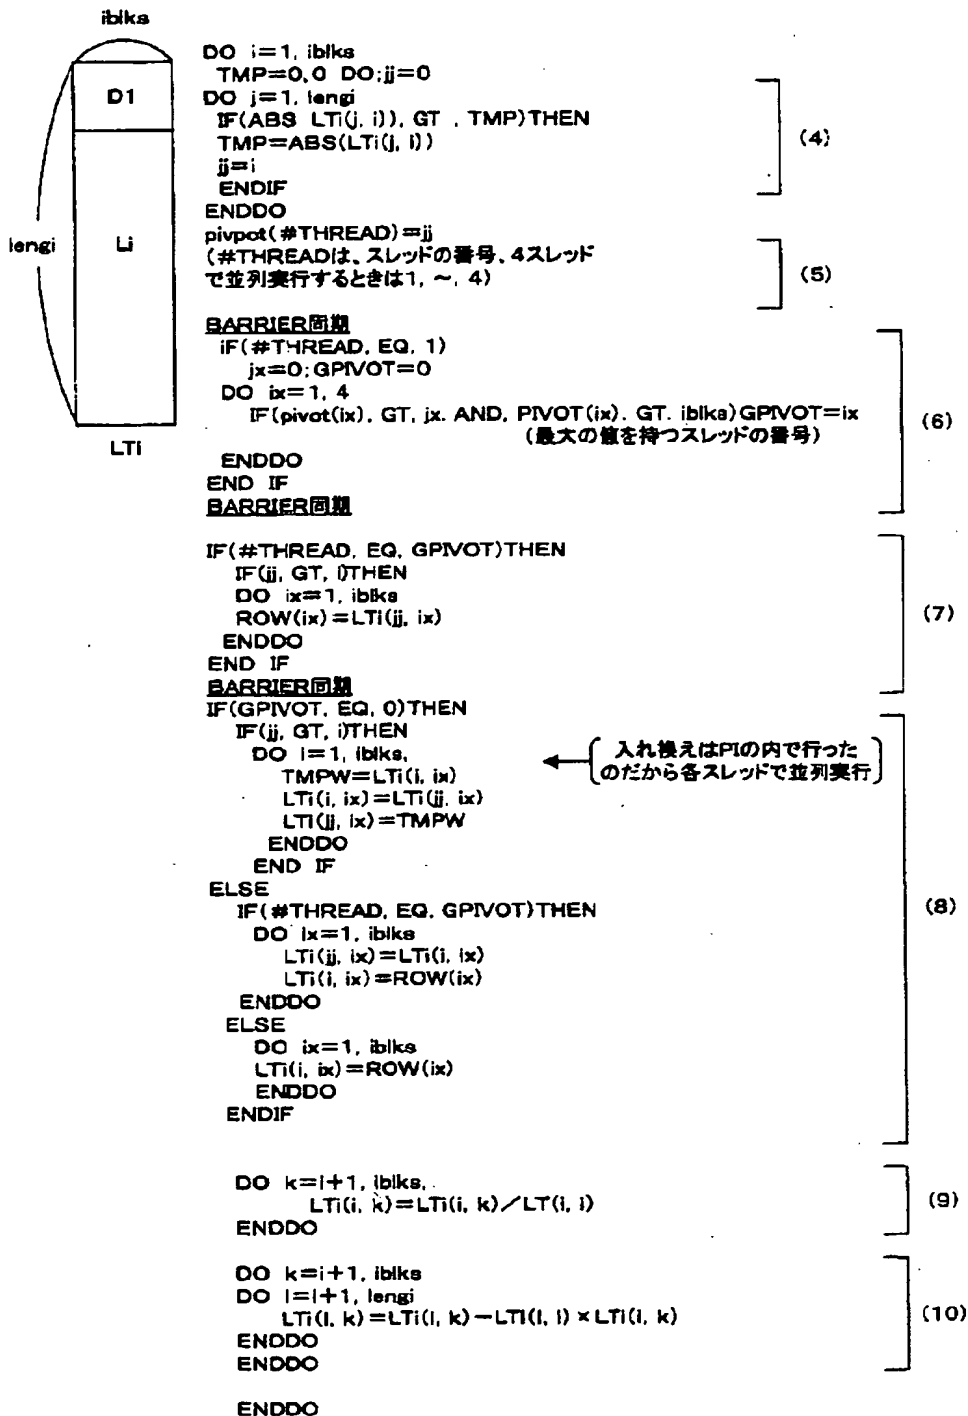 iblks
D1
lengi
Li
LTi
DO i=1, iblks
TMP=0.0 DO;jj=0
DO j=1, lengi
IF(ABS LTi(j, i)), GT , TMP)THEN
TMP=ABS(LTi(j, i))
jj=i
ENDIF
ENDDO
(4)
pivpot(#THREAD)=jj
(#THREADは、スレッドの番号、4スレッド
で並列実行するときは1, ～, 4)
(5)
BARRIER同期
IF(#THREAD, EQ, 1)
jx=0;GPIVOT=0
DO ix=1, 4
IF(pivot(ix), GT, jx. AND, PIVOT(ix). GT. iblks)GPIVOT=ix
(最大の値を持つスレッドの番号)
ENDDO
END IF
BARRIER同期
(6)
IF(#THREAD, EQ, GPIVOT)THEN
IF(jj, GT, i)THEN
DO ix=1, iblks
ROW(ix)=LTi(jj, ix)
ENDDO
END IF
BARRIER同期
(7)
IF(GPIVOT, EQ, 0)THEN
IF(jj, GT, i)THEN
DO i=1, iblks,
TMPW=LTi(i, ix)
LTi(i, ix)=LTi(jj, ix)
LTi(jj, ix)=TMPW
ENDDO
END IF
入れ換えはPIの内で行った
のだから各スレッドで並列実行
ELSE
IF(#THREAD, EQ, GPIVOT)THEN
DO ix=1, iblks
LTi(jj, ix)=LTi(i, ix)
LTi(i, ix)=ROW(ix)
ENDDO
ELSE
DO ix=1, iblks
LTi(i, ix)=ROW(ix)
ENDDO
ENDIF
(8)
DO k=i+1, iblks,
LTi(i, k)=LTi(i, k)/LT(i, i)
ENDDO
(9)
DO k=i+1, iblks
DO l=i+1, lengi
LTi(l, k)=LTi(l, k)-LTi(l, i)×LTi(i, k)
ENDDO
ENDDO
(10)
ENDDO